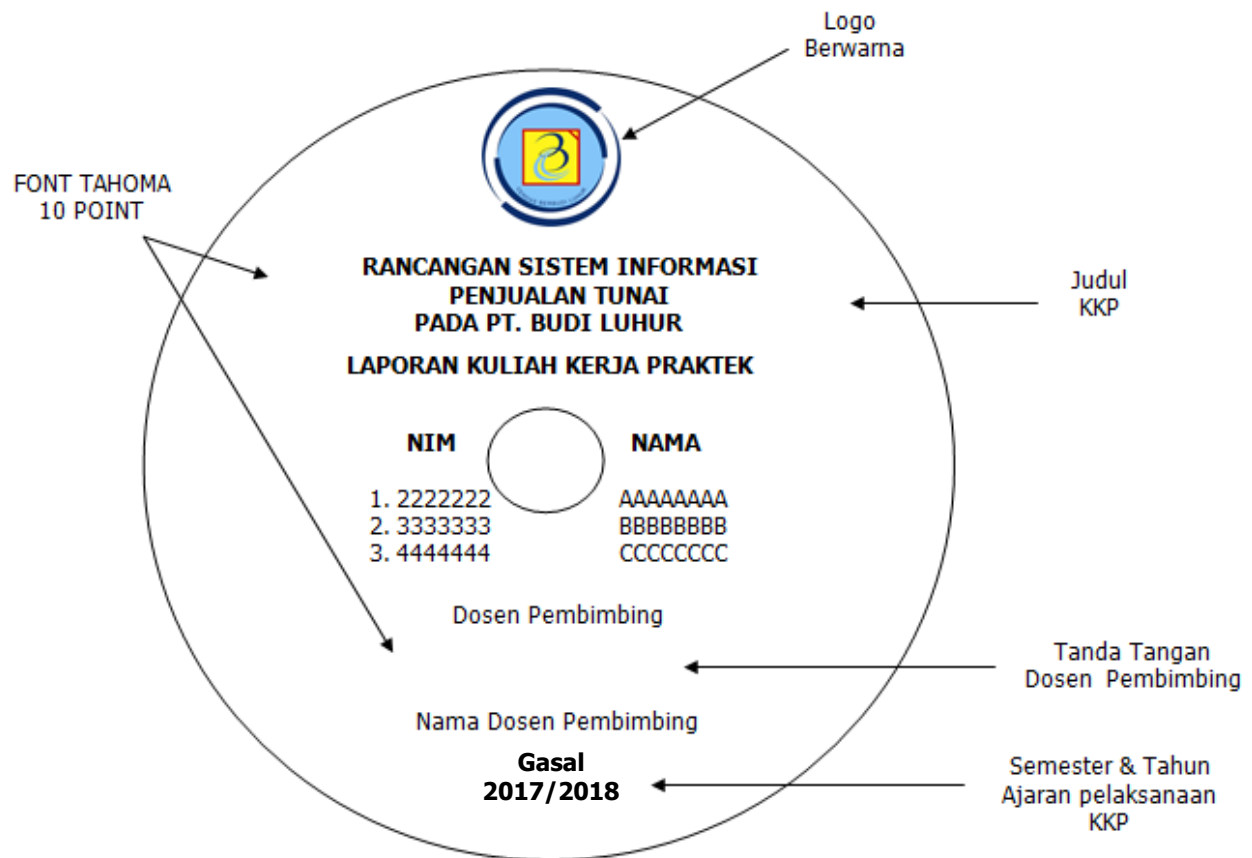 Logo
Berwarna
FONT TAHOMA
10 POINT
RANCANGAN SISTEM INFORMASI
PENJUALAN TUNAI
PADA PT. BUDI LUHUR
Judul
KKP
LAPORAN KULIAH KERJA PRAKTEK
NIM NAMA
1. 2222222 AAAAAAAA
2. 3333333 BBBBBBBB
3. 4444444 CCCCCCCC
Dosen Pembimbing
Tanda Tangan
Dosen Pembimbing
Nama Dosen Pembimbing
Gasal
2017/2018
Semester & Tahun
Ajaran pelaksanaan
KKP